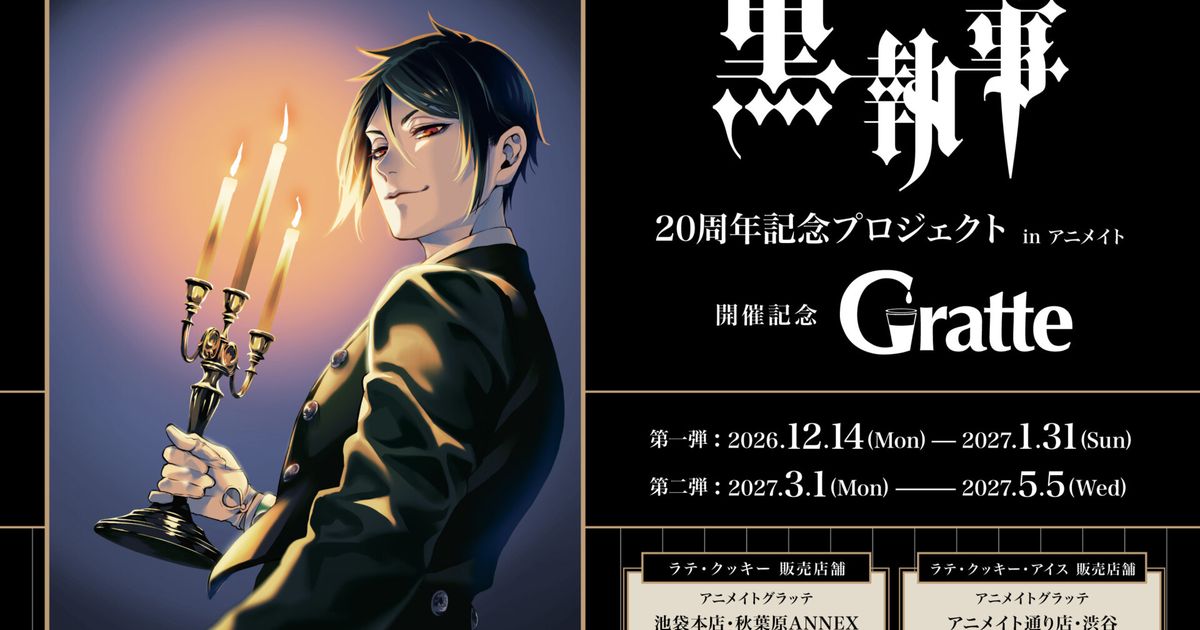 黒執事
20周年記念プロジェクト in アニメイト
開催記念 Gratte
第一弾：2026.12.14(Mon) — 2027.1.31(Sun)
第二弾：2027.3.1(Mon) —— 2027.5.5(Wed)
ラテ・クッキー 販売店舗
アニメイトグラッテ
池袋本店・秋葉原ANNEX
ラテ・クッキー・アイス 販売店舗
アニメイトグラッテ
アニメイト通り店・渋谷